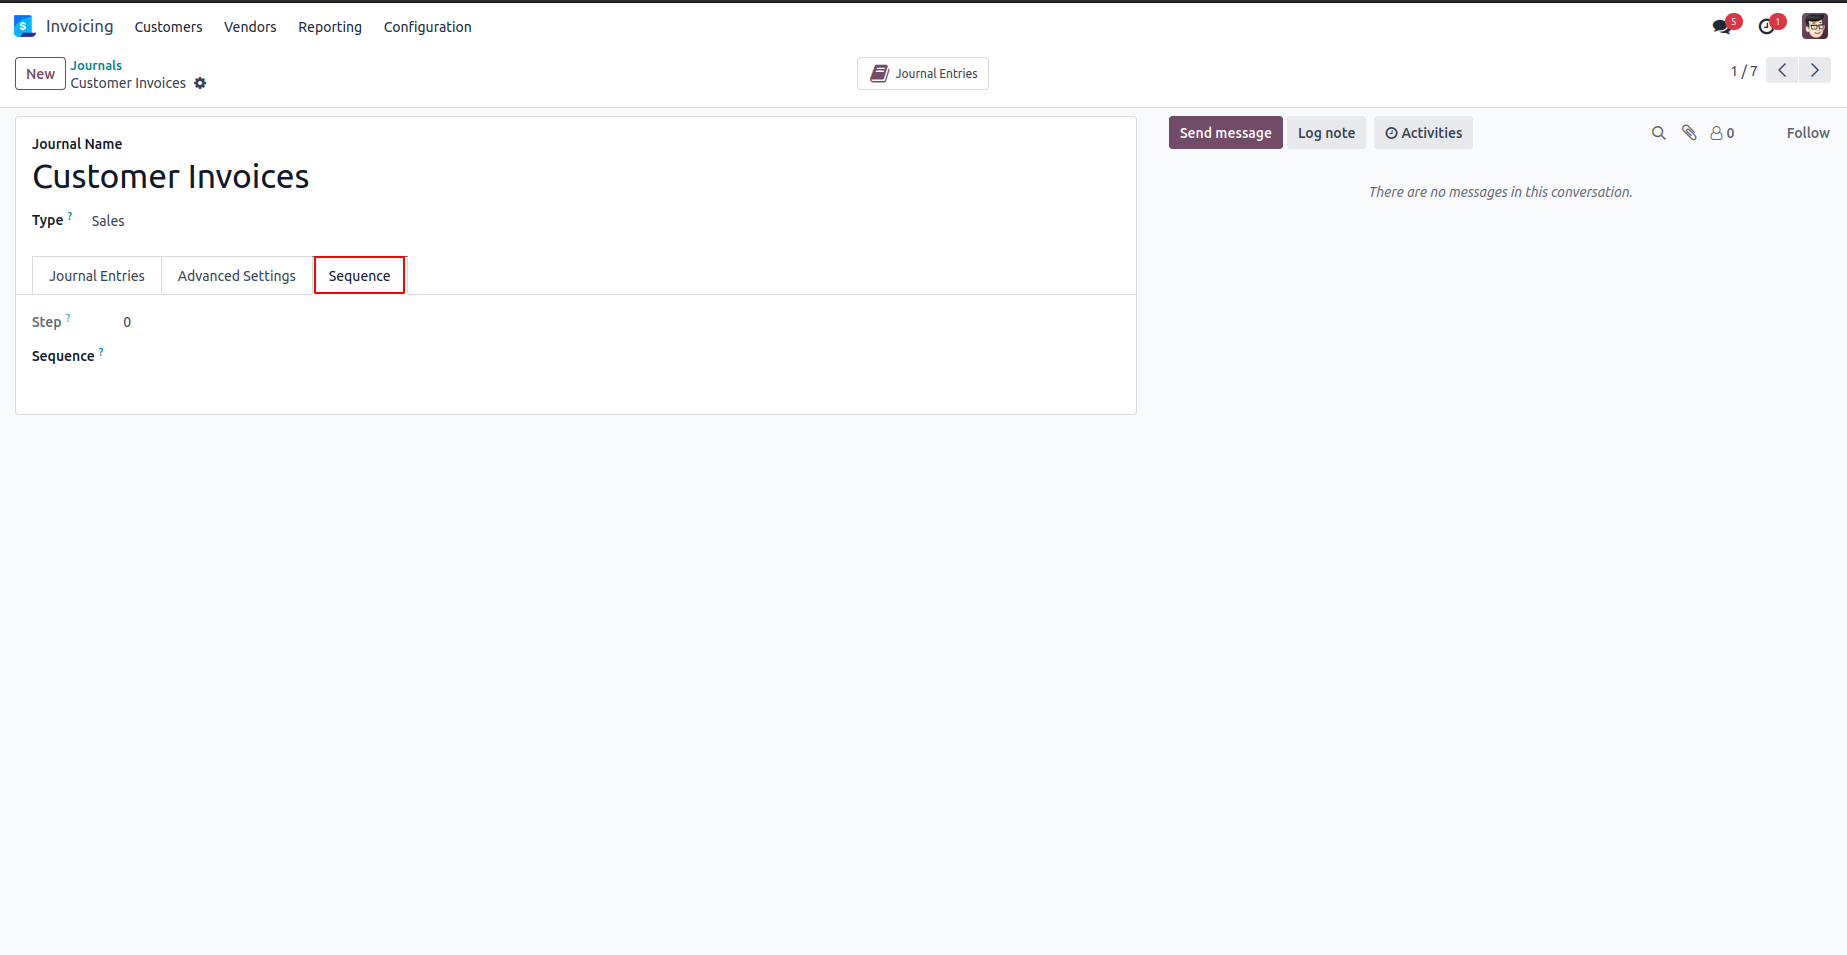 Invoicing Customers Vendors Reporting Configuration 5 1
New Journals
Customer Invoices
Journal Entries
1 / 7
Journal Name
Customer Invoices
Type ? Sales
Journal Entries Advanced Settings Sequence
Step ? 0
Sequence ?
Send message Log note Activities 0 Follow
There are no messages in this conversation.